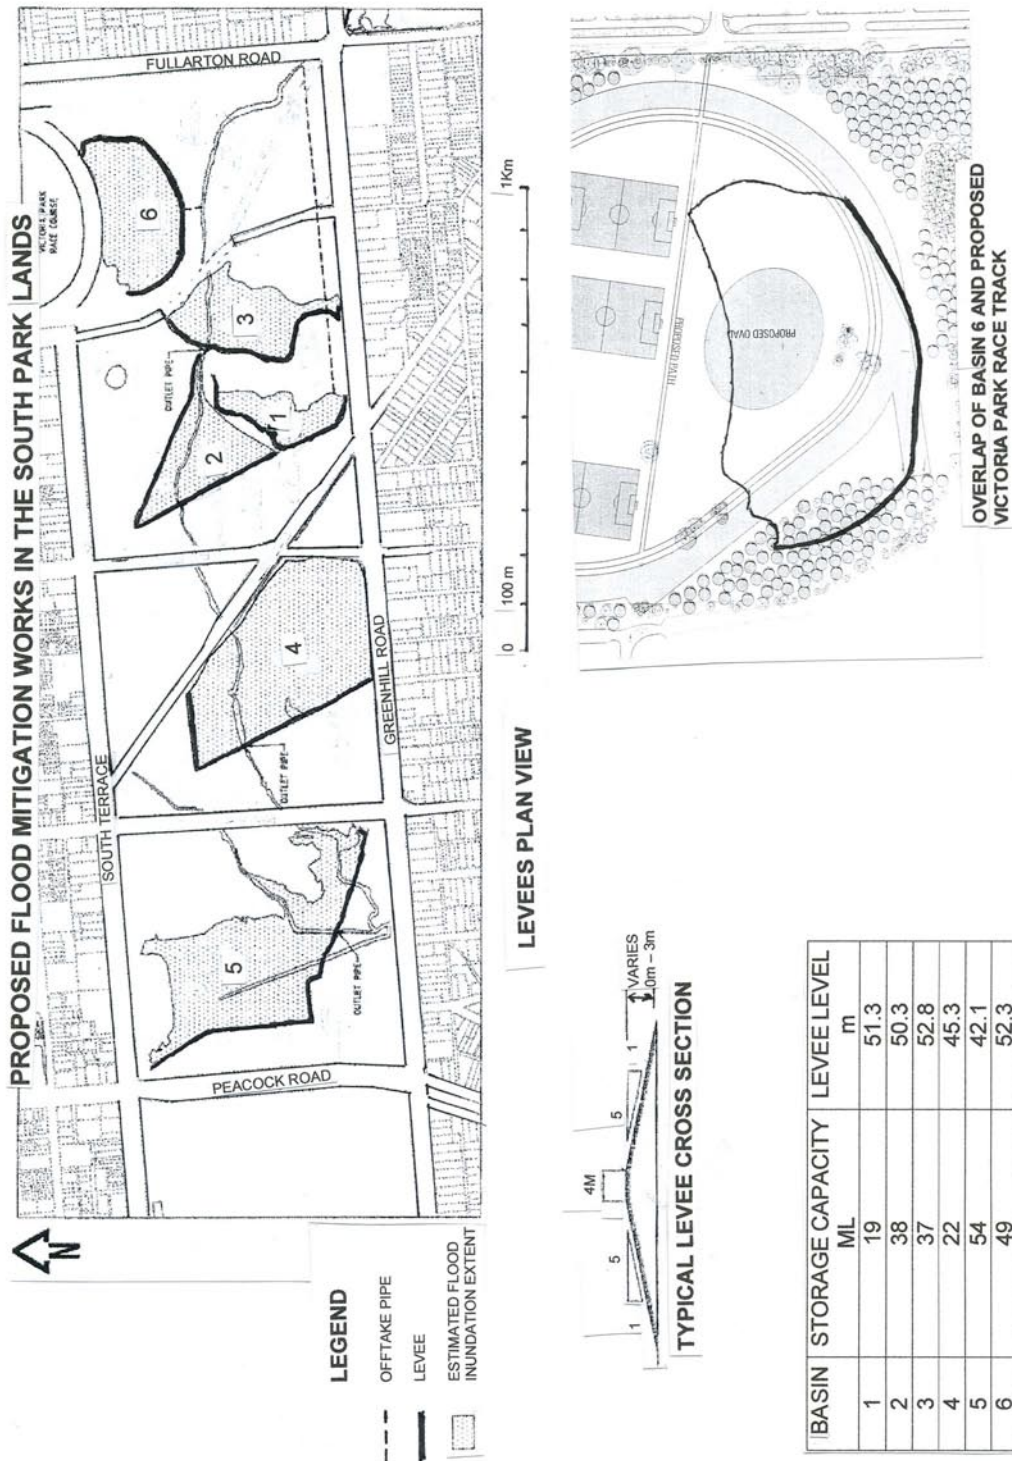 PROPOSED FLOOD MITIGATION WORKS IN THE SOUTH PARK LANDS
FULLARTON ROAD
VICTORIA PARK
RACE COURSE
6
3
OUTLET PIPE
1
2
SOUTH TERRACE
4
GREENHILL ROAD
OUTLET PIPE
5
OUTLET PIPE
PEACOCK ROAD
N
LEGEND
OFFTAKE PIPE
LEVEE
ESTIMATED FLOOD
INUNDATION EXTENT
LEVEES PLAN VIEW
0 100 m 1Km
PROPOSED PATH
PROPOSED OVAL
OVERLAP OF BASIN 6 AND PROPOSED
VICTORIA PARK RACE TRACK
4M
1 5 5 1
VARIES
.0m – 3m
TYPICAL LEVEE CROSS SECTION
BASIN STORAGE CAPACITY LEVEE LEVEL
ML m
1 19 51.3
2 38 50.3
3 37 52.8
4 22 45.3
5 54 42.1
6 49 52.3